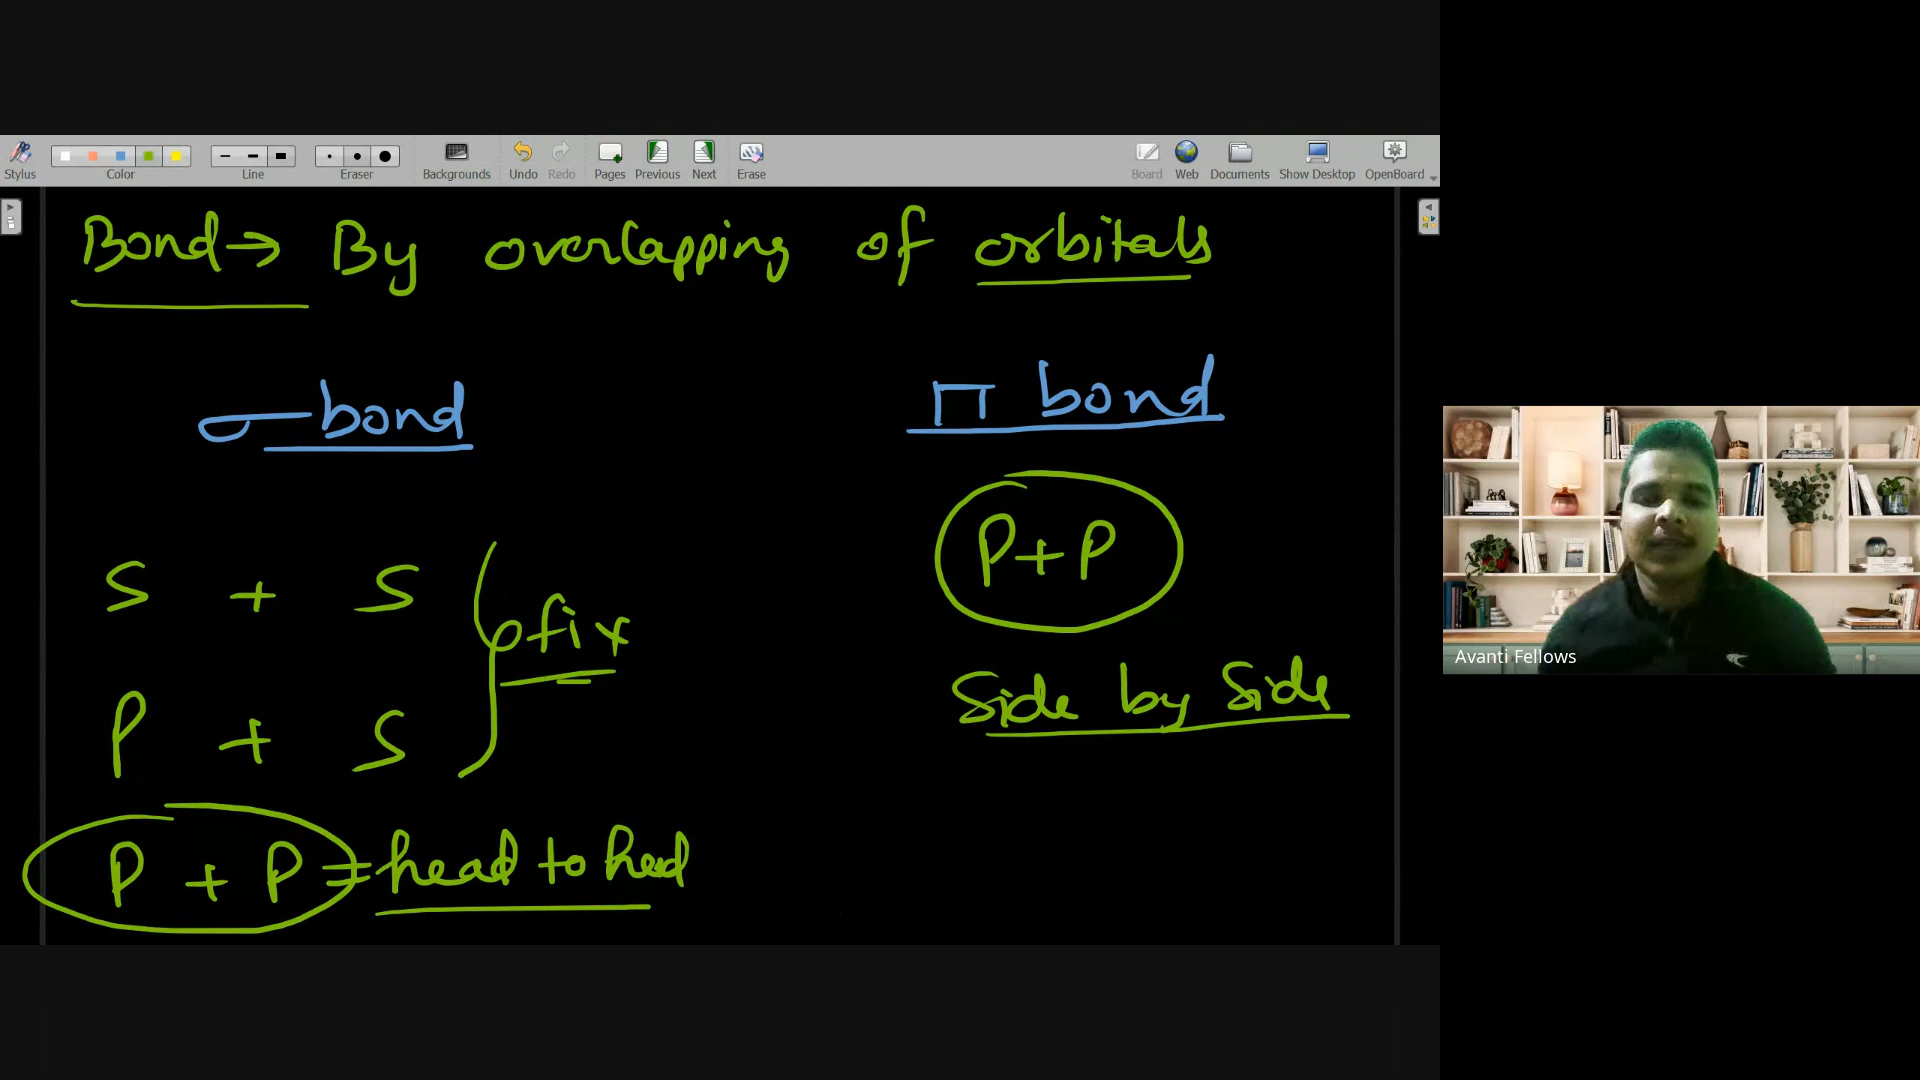 Stylus Color Line Eraser Backgrounds Undo Redo Pages Previous Next Erase Board Web Documents Show Desktop OpenBoard
Bond → By overlapping of orbitals
σ bond
π bond
S + S
P + S
fix
P + P = head to head
P+P
Side by Side
Avanti Fellows